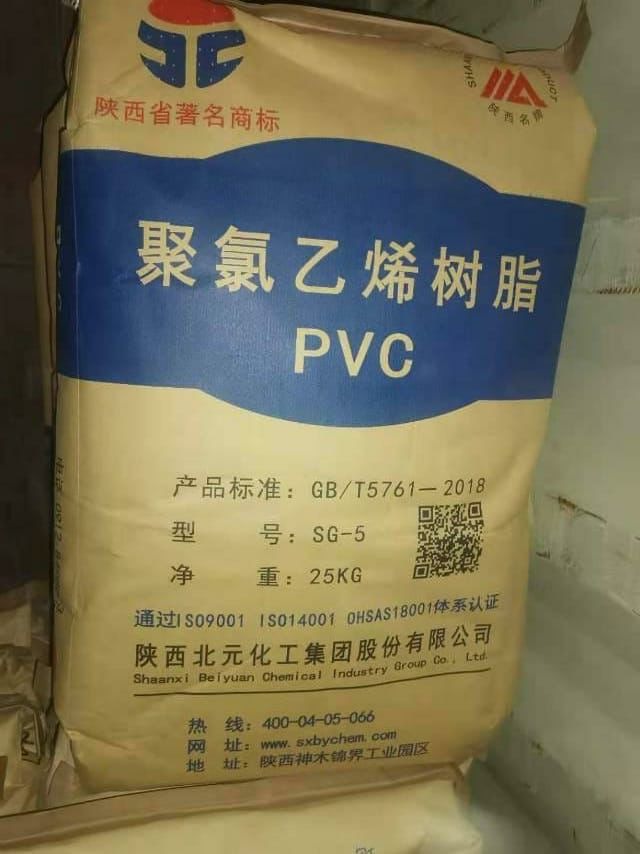 陕西省著名商标
陕西名牌
聚氯乙烯树脂
PVC
产品标准：GB/T5761—2018
型 号：SG-5
净 重：25KG
通过ISO9001 ISO14001 OHSAS18001体系认证
陕西北元化工集团股份有限公司
Shaanxi Beiyuan Chemical Industry Group Co., Ltd.
热 线：400-04-05-066
网 址：www.sxbychem.com
地 址：陕西神木锦界工业园区